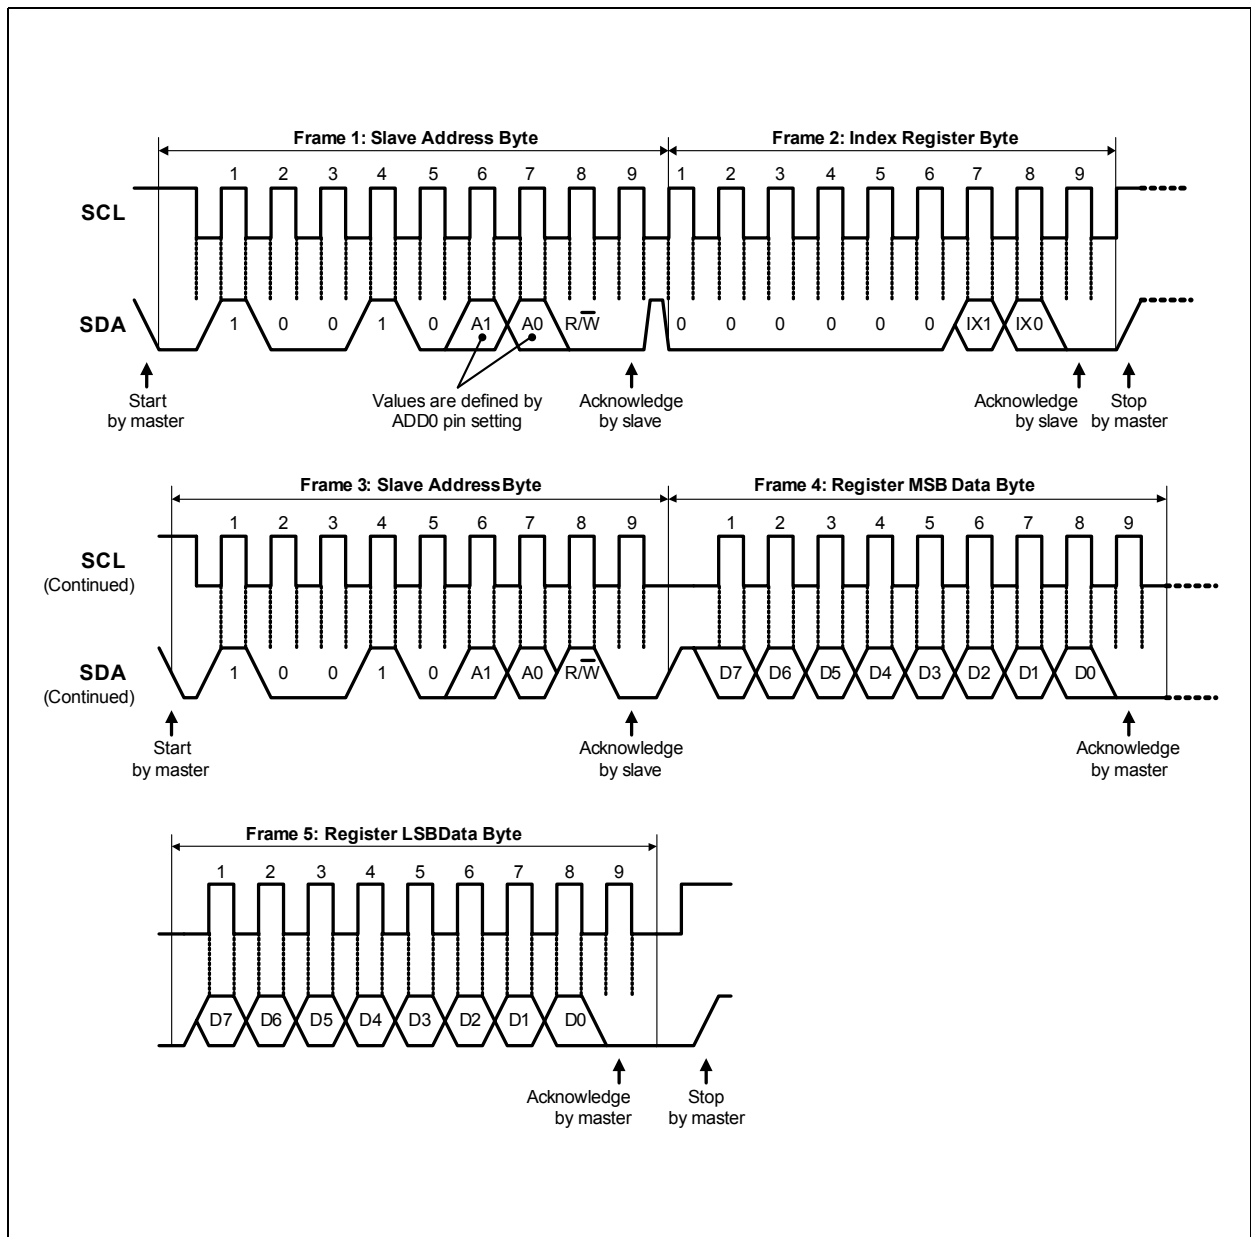 Frame 1: Slave Address Byte Frame 2: Index Register Byte
1 2 3 4 5 6 7 8 9 1 2 3 4 5 6 7 8 9
SCL
SDA 1 0 0 1 0 A1 A0 R/W̅ 0 0 0 0 0 0 IX1 IX0
Start
by master
Values are defined by
ADD0 pin setting
Acknowledge
by slave
Acknowledge
by slave
Stop
by master
Frame 3: Slave AddressByte Frame 4: Register MSB Data Byte
1 2 3 4 5 6 7 8 9 1 2 3 4 5 6 7 8 9
SCL
(Continued)
SDA 1 0 0 1 0 A1 A0 R/W̅ D7 D6 D5 D4 D3 D2 D1 D0
(Continued)
Start
by master
Acknowledge
by slave
Acknowledge
by master
Frame 5: Register LSBData Byte
1 2 3 4 5 6 7 8 9
D7 D6 D5 D4 D3 D2 D1 D0
Acknowledge
by master
Stop
by master